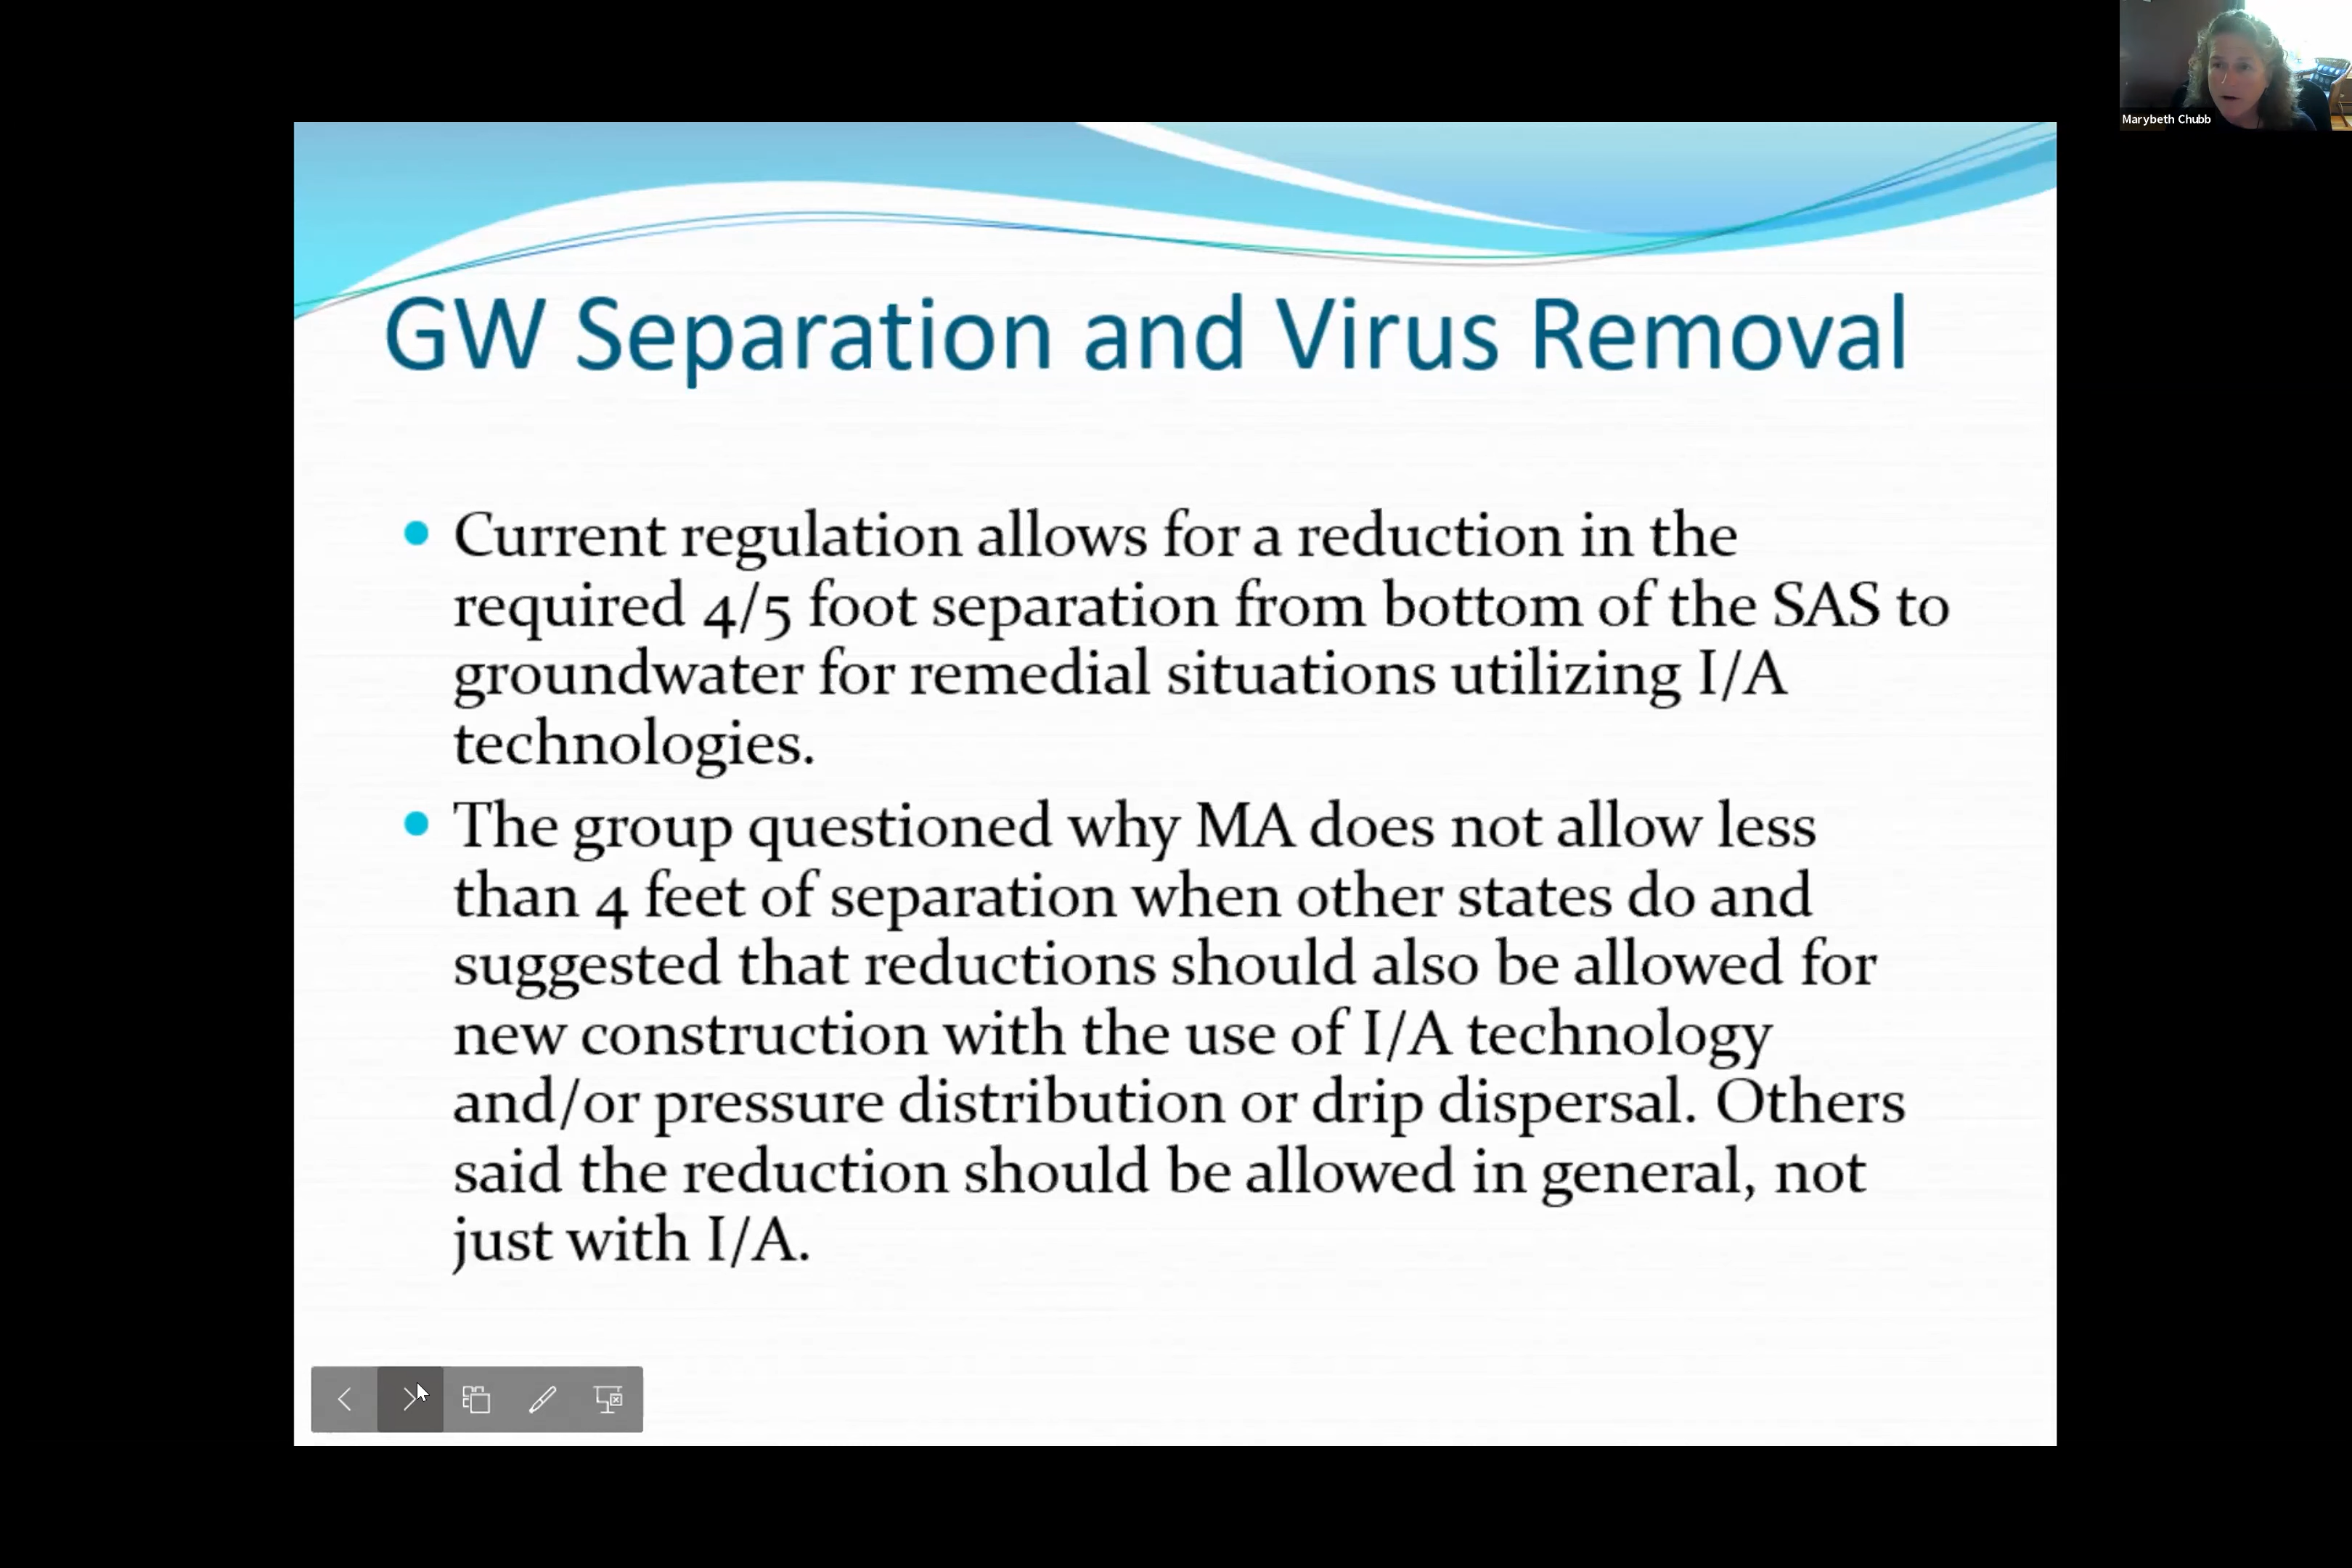 Marybeth Chubb
GW Separation and Virus Removal
Current regulation allows for a reduction in the
required 4/5 foot separation from bottom of the SAS to
groundwater for remedial situations utilizing I/A
technologies.
The group questioned why MA does not allow less
than 4 feet of separation when other states do and
suggested that reductions should also be allowed for
new construction with the use of I/A technology
and/or pressure distribution or drip dispersal. Others
said the reduction should be allowed in general, not
just with I/A.